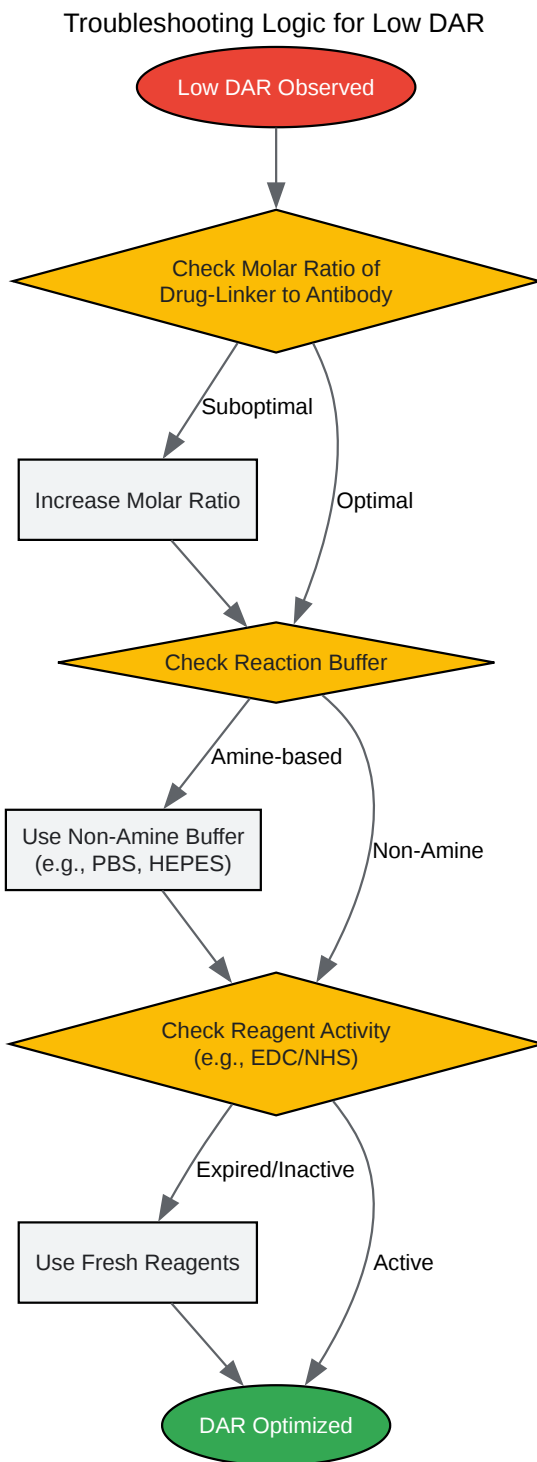 Troubleshooting Logic for Low DAR
Low DAR Observed
Check Molar Ratio of
Drug-Linker to Antibody
Suboptimal
Increase Molar Ratio
Optimal
Check Reaction Buffer
Amine-based
Use Non-Amine Buffer
(e.g., PBS, HEPES)
Non-Amine
Check Reagent Activity
(e.g., EDC/NHS)
Expired/Inactive
Use Fresh Reagents
Active
DAR Optimized